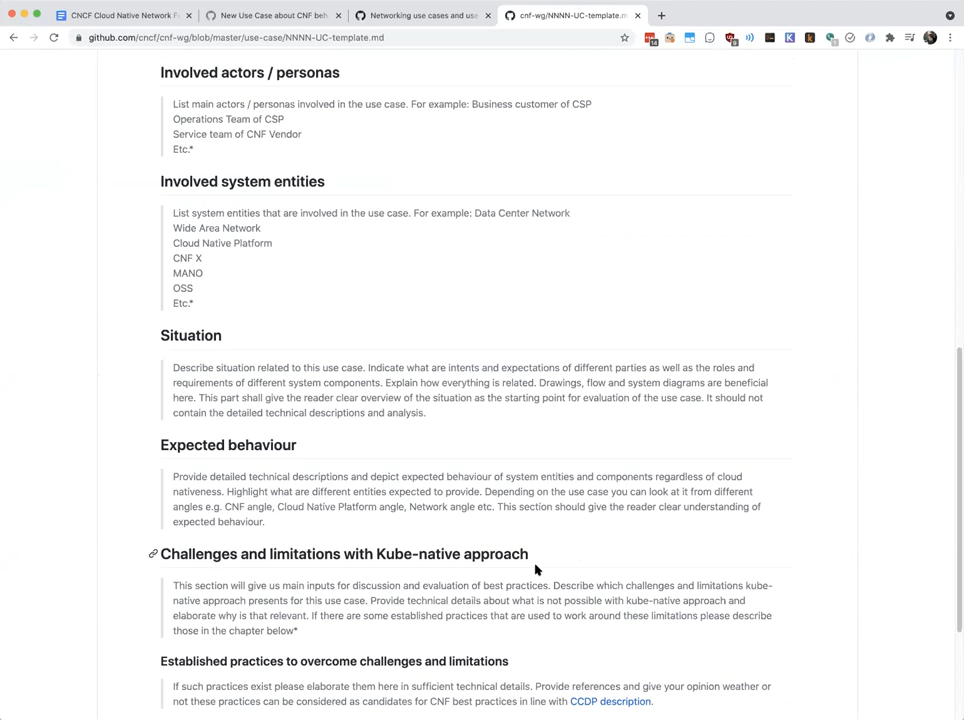 CNCF Cloud Native Network F
New Use Case about CNF beh
Networking use cases and use
cnf-wg/NNNN-UC-template.m
github.com/cncf/cnf-wg/blob/master/use-case/NNNN-UC-template.md
Involved actors / personas
List main actors / personas involved in the use case. For example: Business customer of CSP
Operations Team of CSP
Service team of CNF Vendor
Etc.*
Involved system entities
List system entities that are involved in the use case. For example: Data Center Network
Wide Area Network
Cloud Native Platform
CNF X
MANO
OSS
Etc.*
Situation
Describe situation related to this use case. Indicate what are intents and expectations of different parties as well as the roles and
requirements of different system components. Explain how everything is related. Drawings, flow and system diagrams are beneficial
here. This part shall give the reader clear overview of the situation as the starting point for evaluation of the use case. It should not
contain the detailed technical descriptions and analysis.
Expected behaviour
Provide detailed technical descriptions and depict expected behaviour of system entities and components regardless of cloud
nativeness. Highlight what are different entities expected to provide. Depending on the use case you can look at it from different
angles e.g. CNF angle, Cloud Native Platform angle, Network angle etc. This section should give the reader clear understanding of
expected behaviour.
Challenges and limitations with Kube-native approach
This section will give us main inputs for discussion and evaluation of best practices. Describe which challenges and limitations kube-
native approach presents for this use case. Provide technical details about what is not possible with kube-native approach and
elaborate why is that relevant. If there are some established practices that are used to work around these limitations please describe
those in the chapter below*
Established practices to overcome challenges and limitations
If such practices exist please elaborate them here in sufficient technical details. Provide references and give your opinion weather or
not these practices can be considered as candidates for CNF best practices in line with CCDP description.